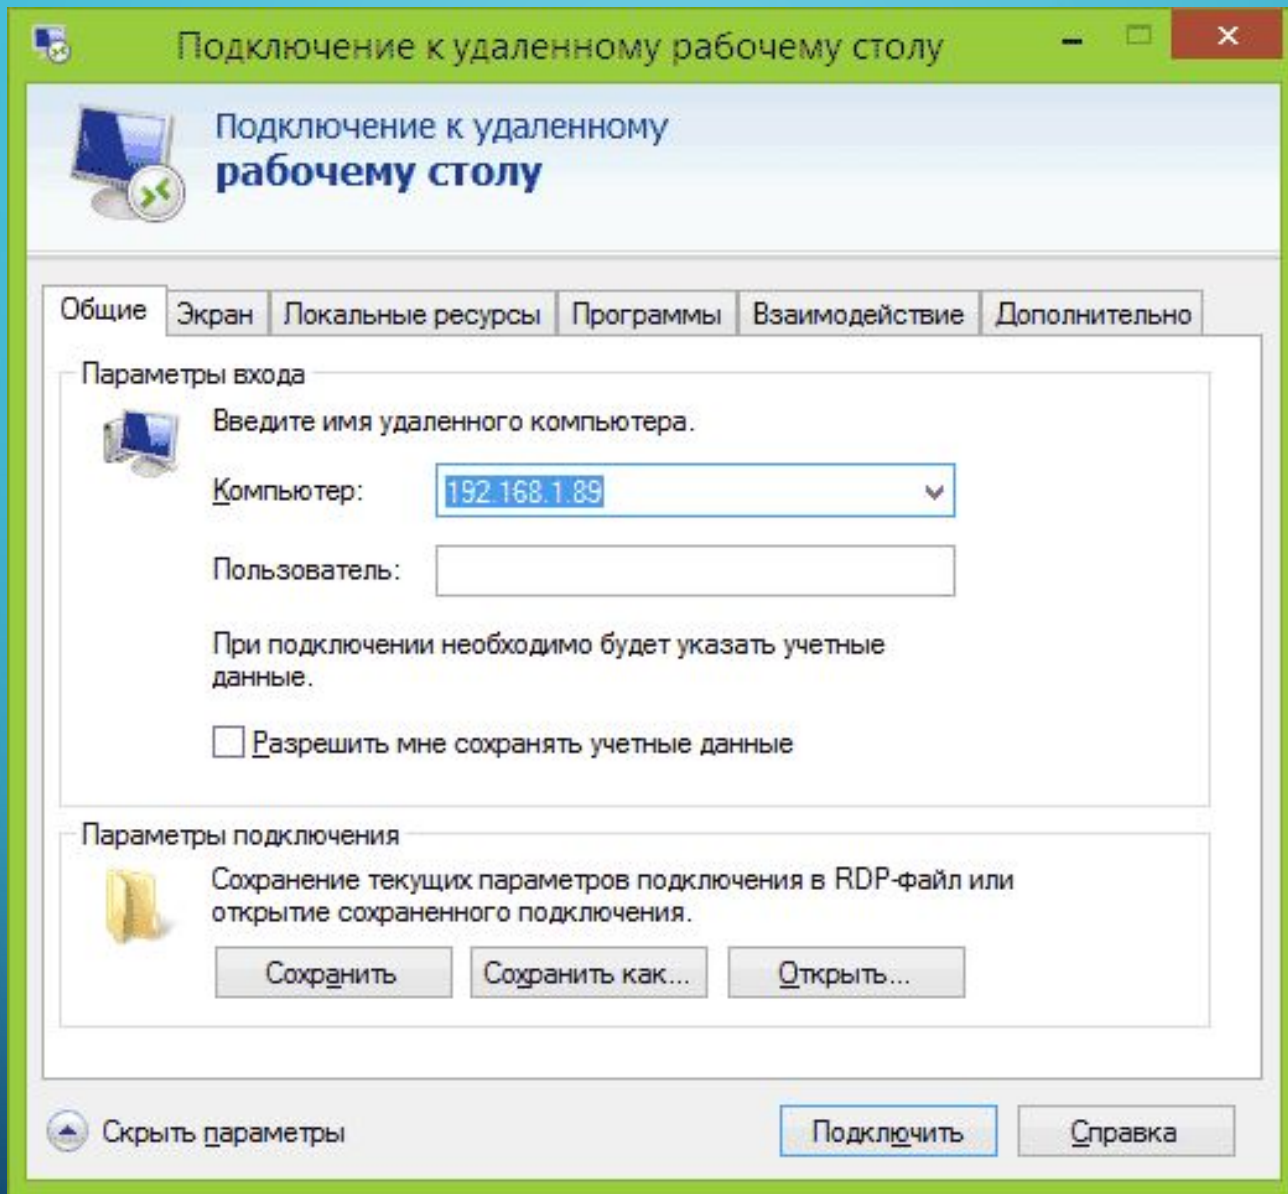 Подключение к удаленному рабочему столу
Подключение к удаленному
рабочему столу
Общие
Экран
Локальные ресурсы
Программы
Взаимодействие
Дополнительно
Параметры входа
Введите имя удаленного компьютера.
Компьютер:
192.168.1.89
Пользователь:
При подключении необходимо будет указать учетные
данные.
Разрешить мне сохранять учетные данные
Параметры подключения
Сохранение текущих параметров подключения в RDP-файл или
открытие сохраненного подключения.
Сохранить
Сохранить как...
Открыть...
Скрыть параметры
Подключить
Справка